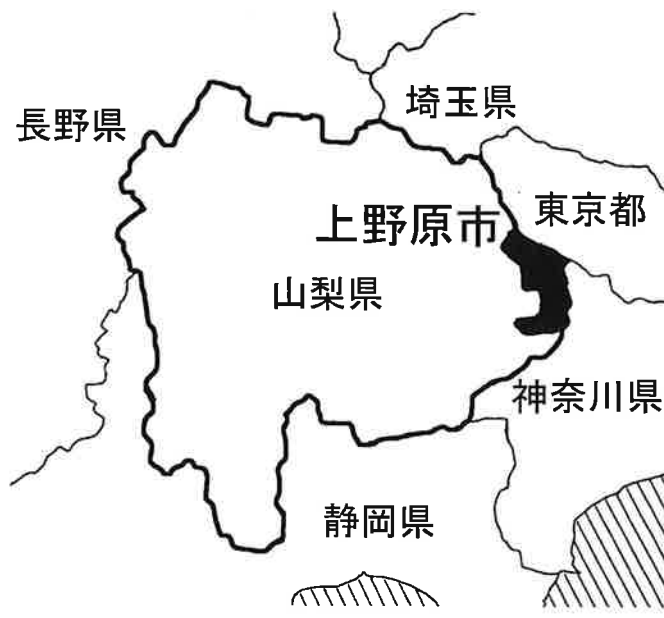 埼玉県
長野県
東京都
上野原市
山梨県
神奈川県
静岡県